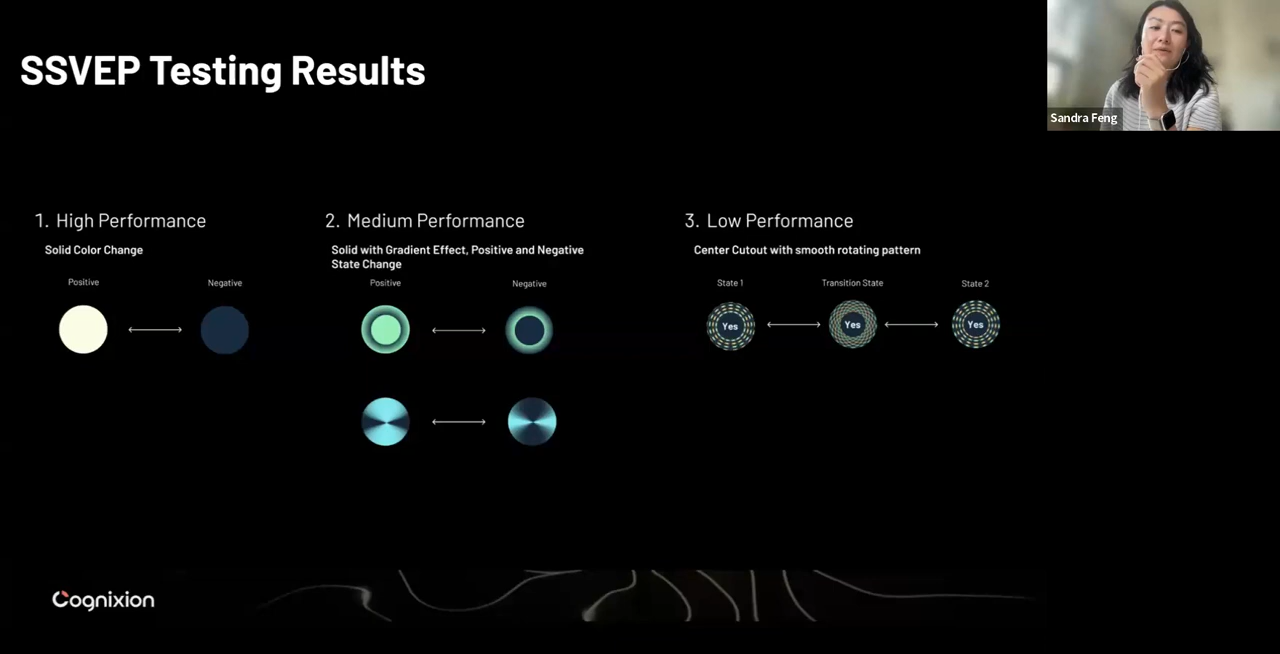 SSVEP Testing Results
Sandra Feng
1. High Performance
Solid Color Change
Positive
Negative
2. Medium Performance
Solid with Gradient Effect, Positive and Negative
State Change
Positive
Negative
3. Low Performance
Center Cutout with smooth rotating pattern
State 1
Transition State
State 2
Yes
Yes
Yes
Cognixion